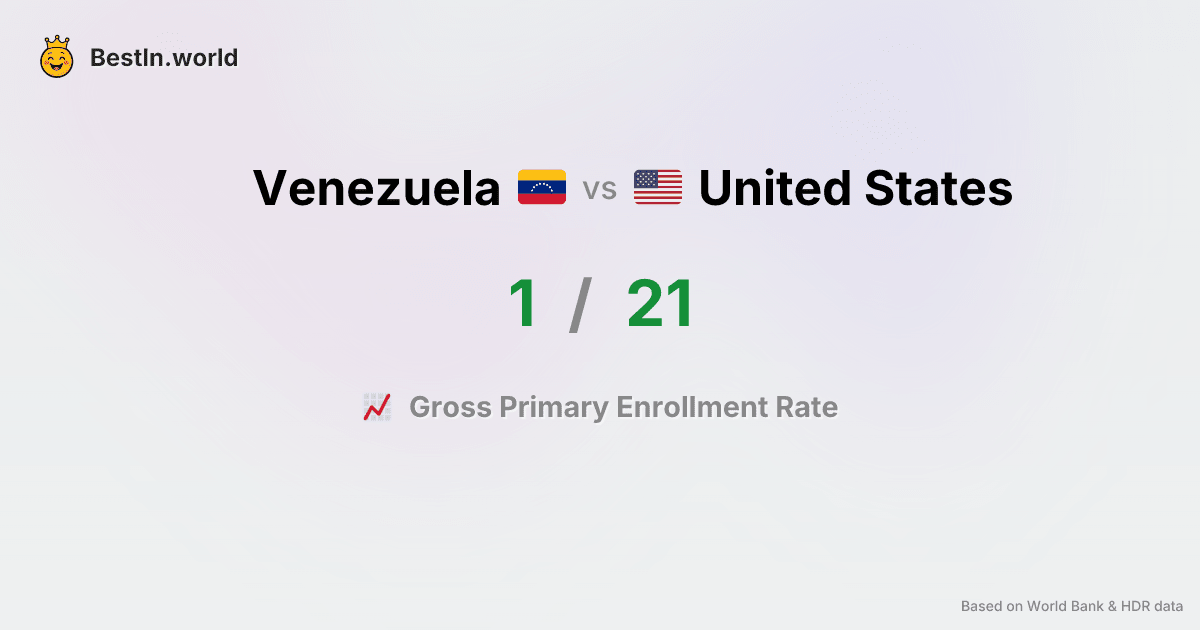 BestIn.world
Venezuela vs United States
1 / 21
Gross Primary Enrollment Rate
Based on World Bank & HDR data